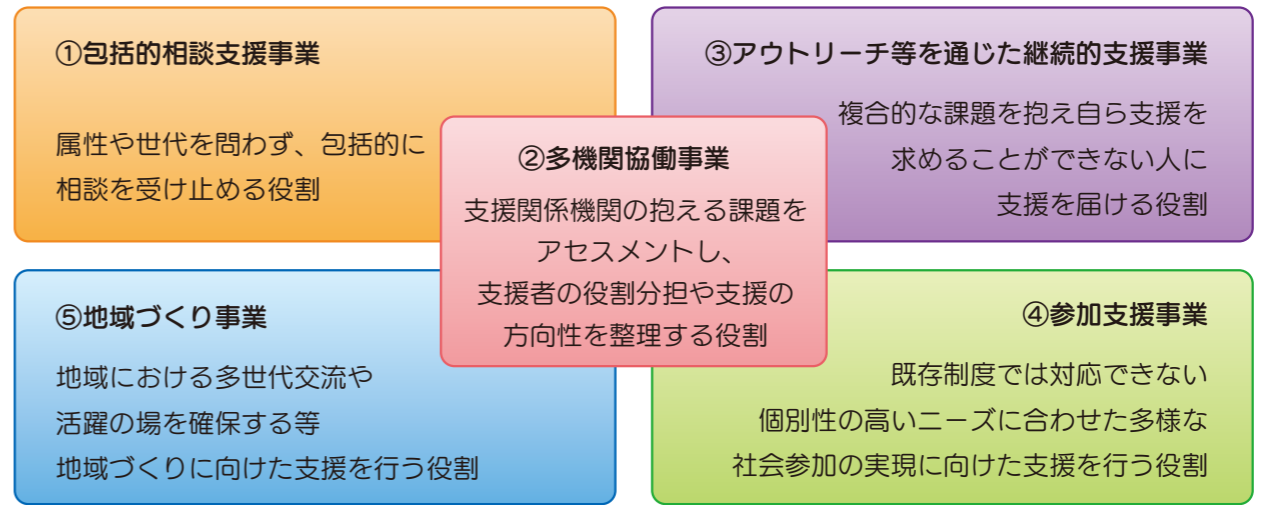 ①包括的相談支援事業
属性や世代を問わず、包括的に
相談を受け止める役割
②多機関協働事業
支援関係機関の抱える課題を
アセスメントし、
支援者の役割分担や支援の
方向性を整理する役割
③アウトリーチ等を通じた継続的支援事業
複合的な課題を抱え自ら支援を
求めることができない人に
支援を届ける役割
④参加支援事業
既存制度では対応できない
個別性の高いニーズに合わせた多様な
社会参加の実現に向けた支援を行う役割
⑤地域づくり事業
地域における多世代交流や
活躍の場を確保する等
地域づくりに向けた支援を行う役割